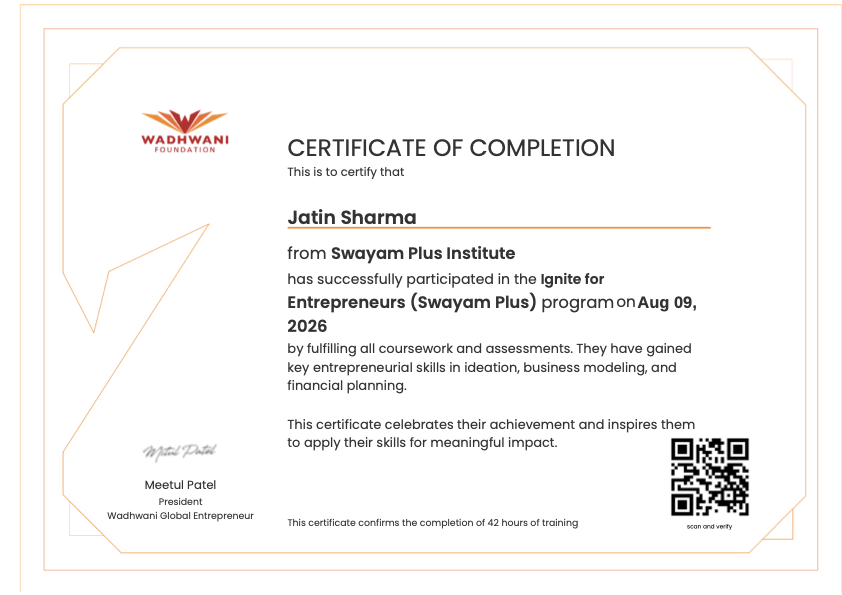 WADHWANI
FOUNDATION
CERTIFICATE OF COMPLETION
This is to certify that
Jatin Sharma
from Swayam Plus Institute
has successfully participated in the Ignite for
Entrepreneurs (Swayam Plus) program on Aug 09,
2026
by fulfilling all coursework and assessments. They have gained
key entrepreneurial skills in ideation, business modeling, and
financial planning.
This certificate celebrates their achievement and inspires them
to apply their skills for meaningful impact.
Mitul Patel
Meetul Patel
President
Wadhwani Global Entrepreneur
This certificate confirms the completion of 42 hours of training
scan and verify